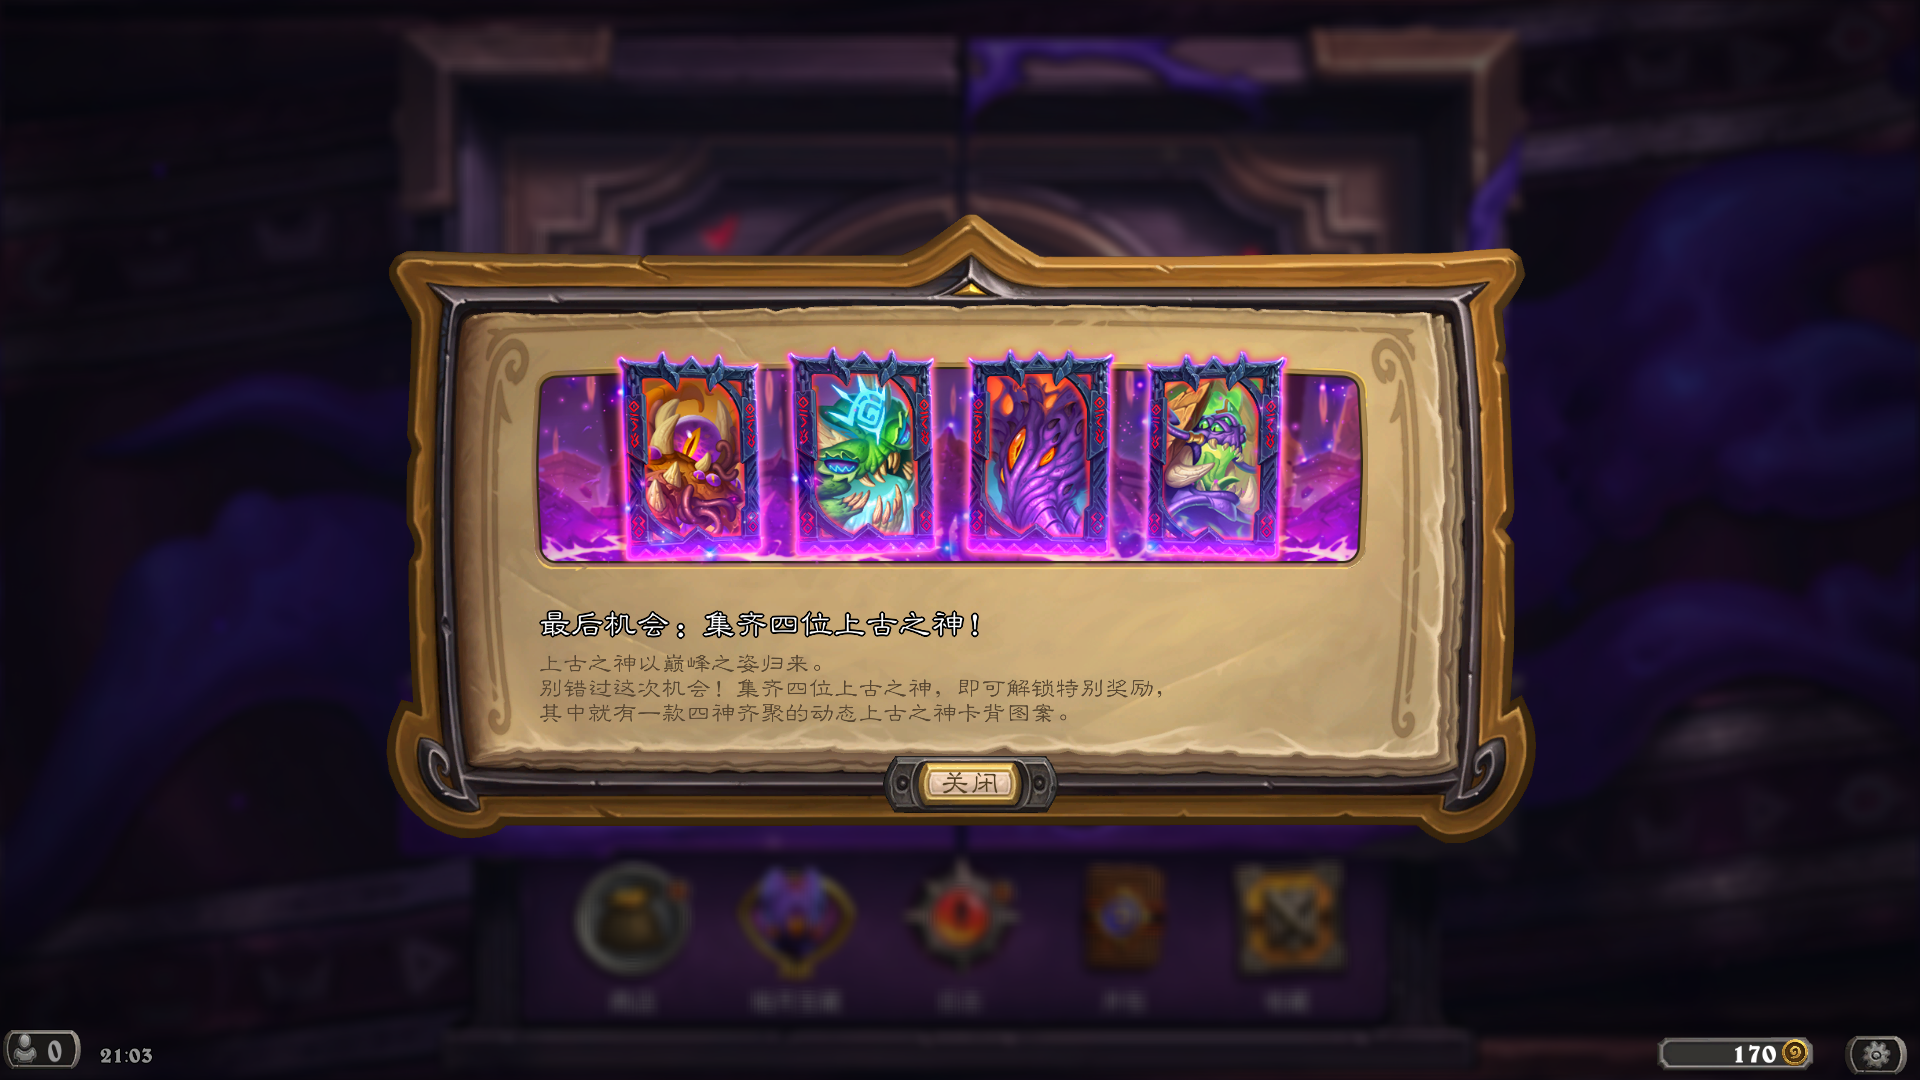 最后机会：集齐四位上古之神！
上古之神以巅峰之姿归来。
别错过这次机会！集齐四位上古之神，即可解锁特别奖励，
其中就有一款四神齐聚的动态上古之神卡背图案。
关闭
0
21:03
170